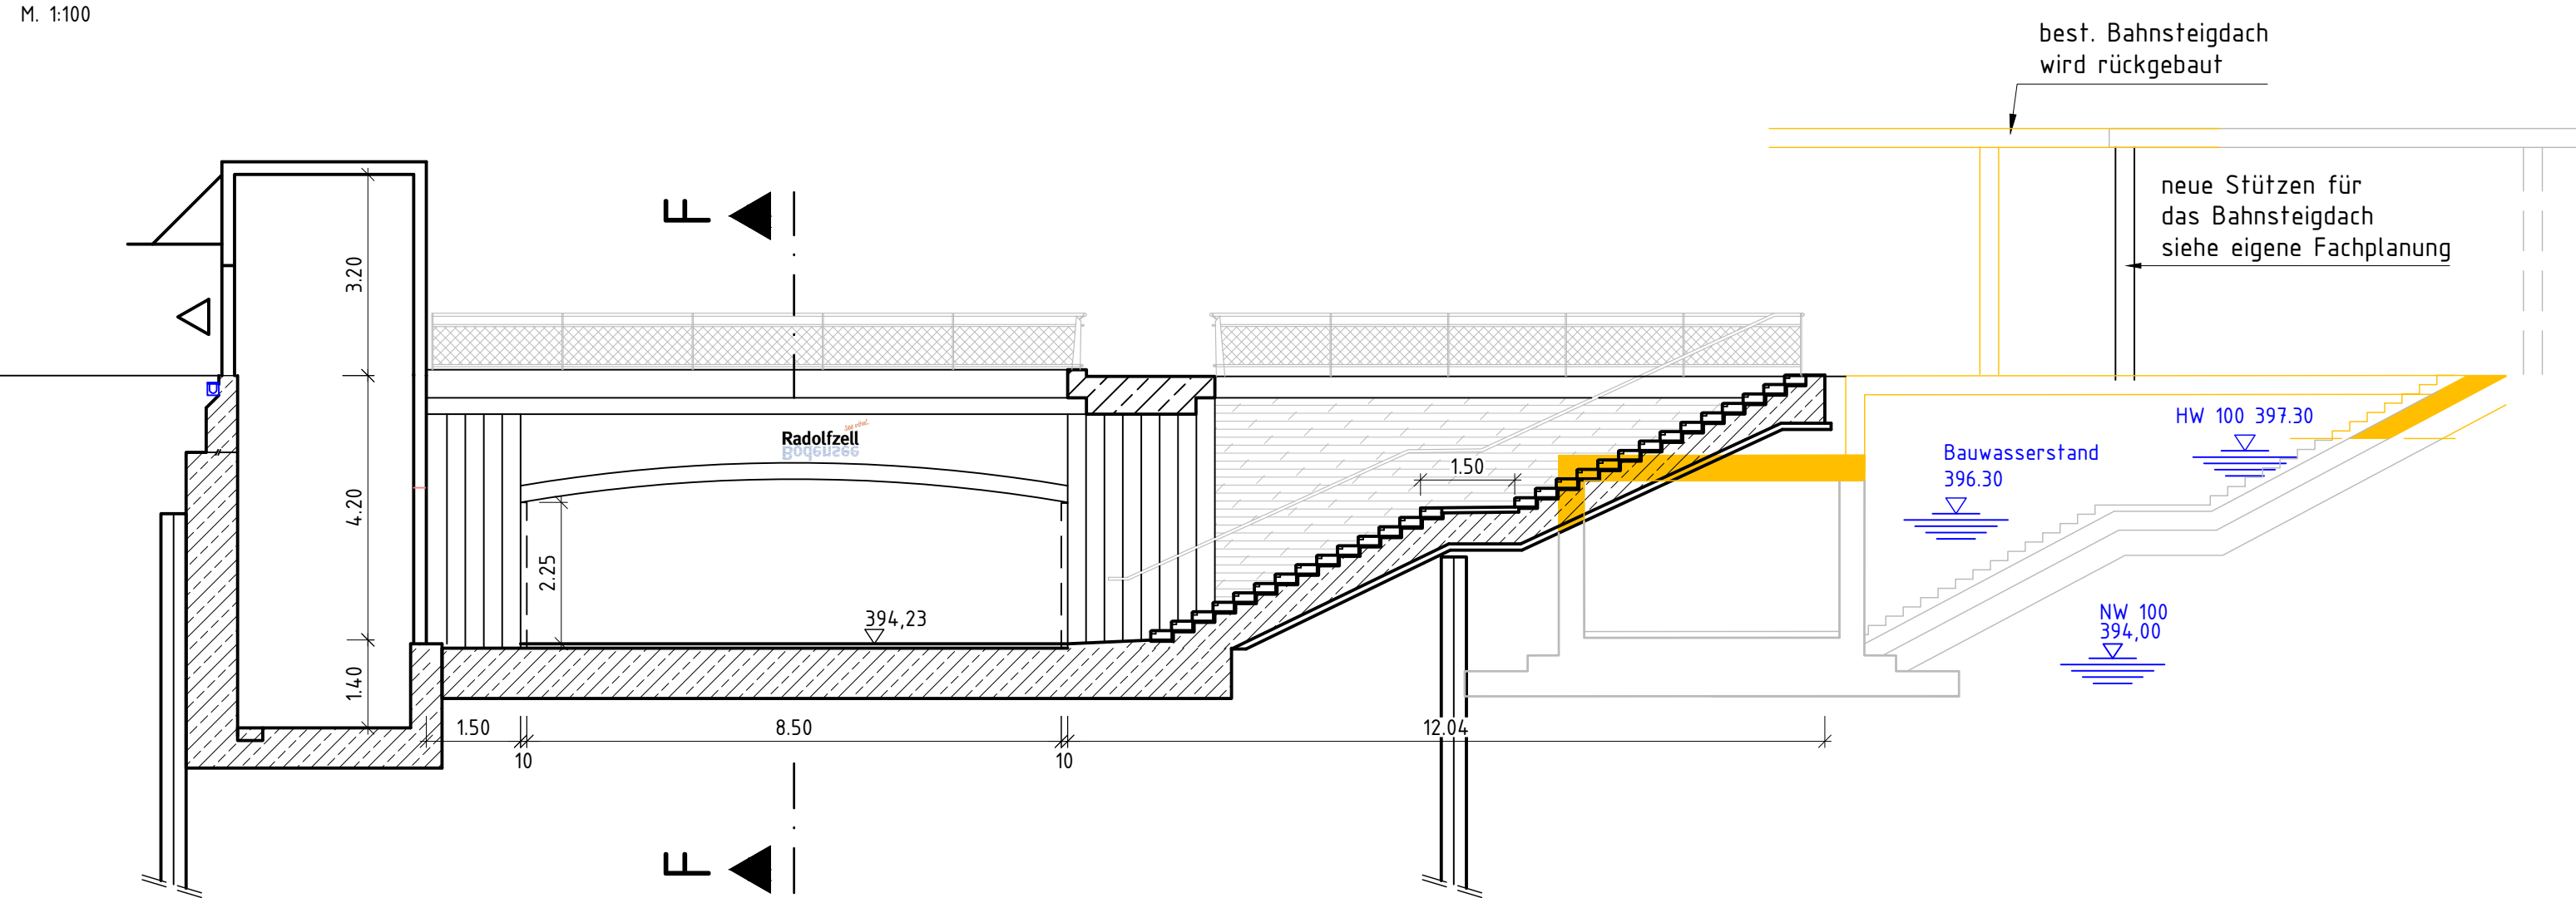 M. 1:100
best. Bahnsteigdach
wird rückgebaut
neue Stützen für
das Bahnsteigdach
siehe eigene Fachplanung
F
3.20
HW 100 397.30
Radolfzell
Bodensee
Bauwasserstand
396.30
1.50
4.20
2.25
394,23
NW 100
394,00
1.40
1.50
8.50
12.04
10
10
F